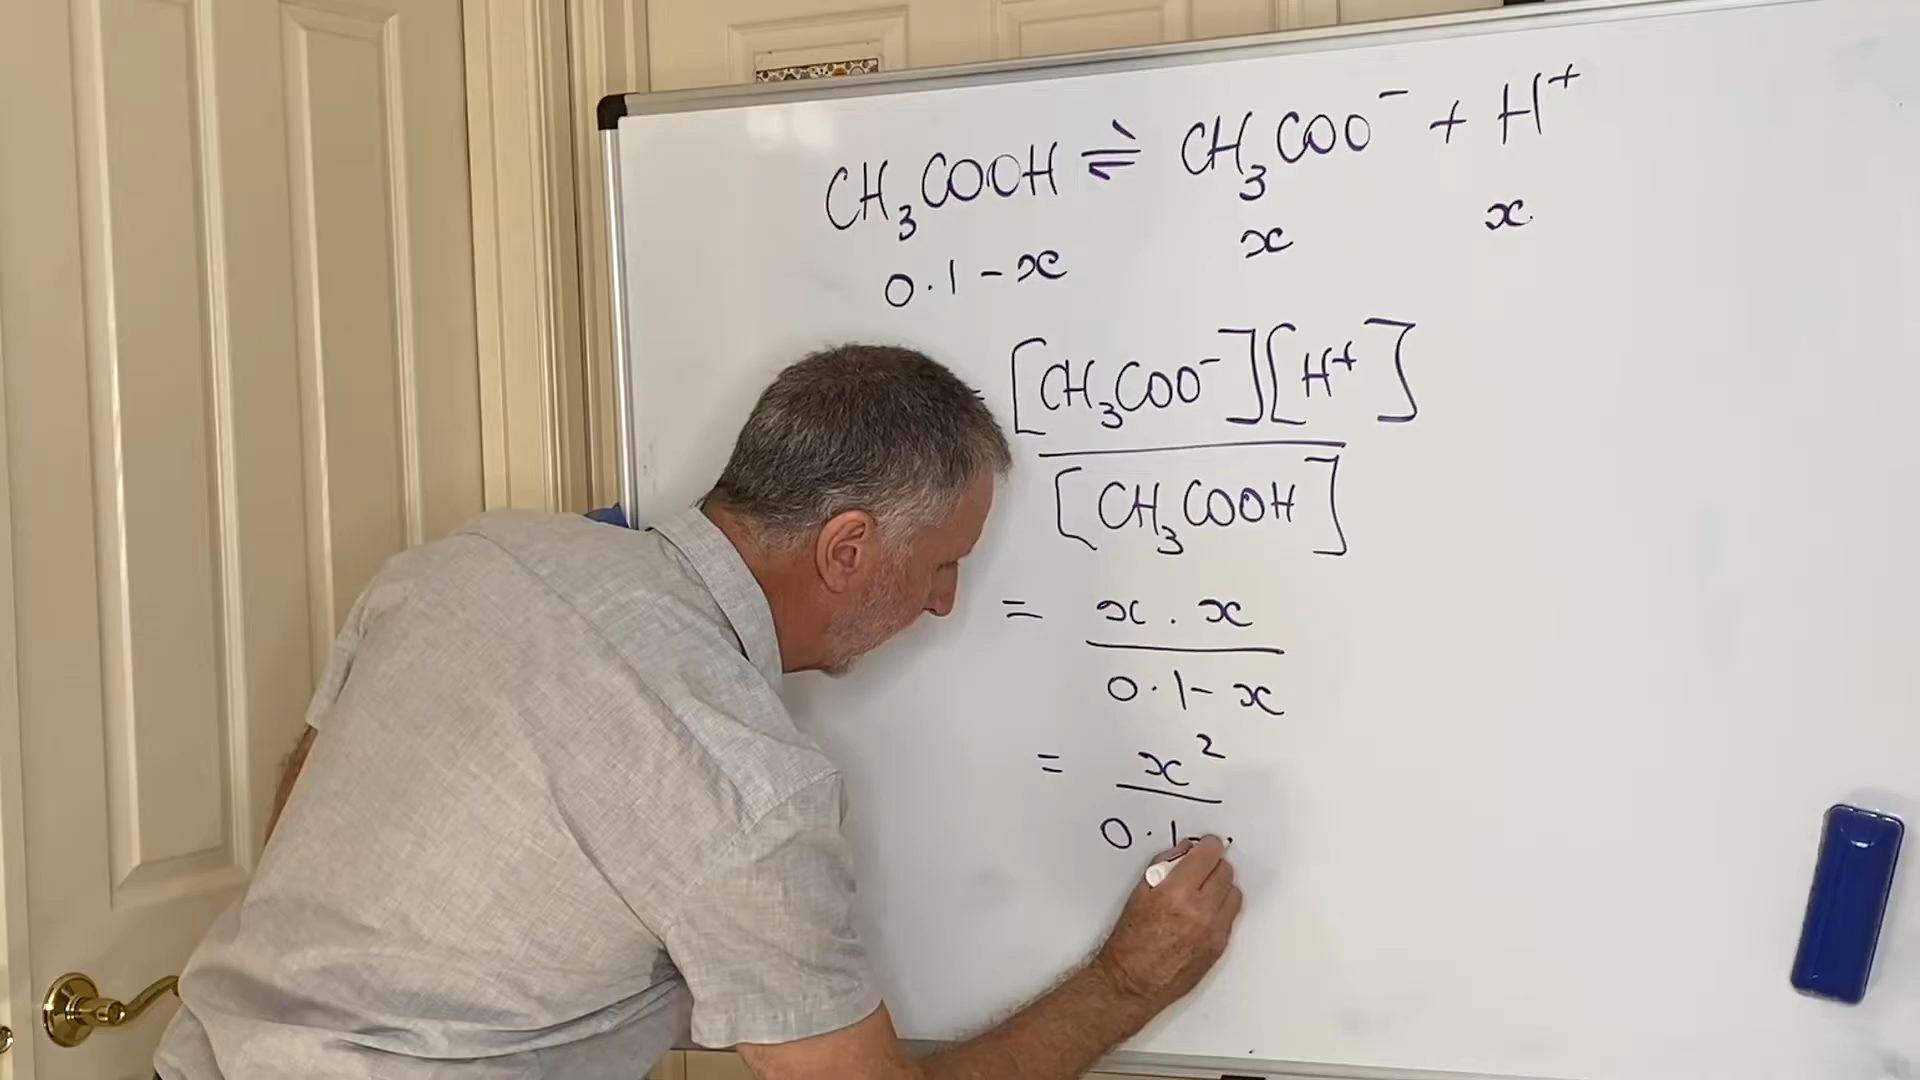 CH₃COOH ⇌ CH₃COO⁻ + H⁺
0.1 - x x x
[CH₃COO⁻][H⁺]
[CH₃COOH]
= x . x
0.1 - x
= x²
0.1 -